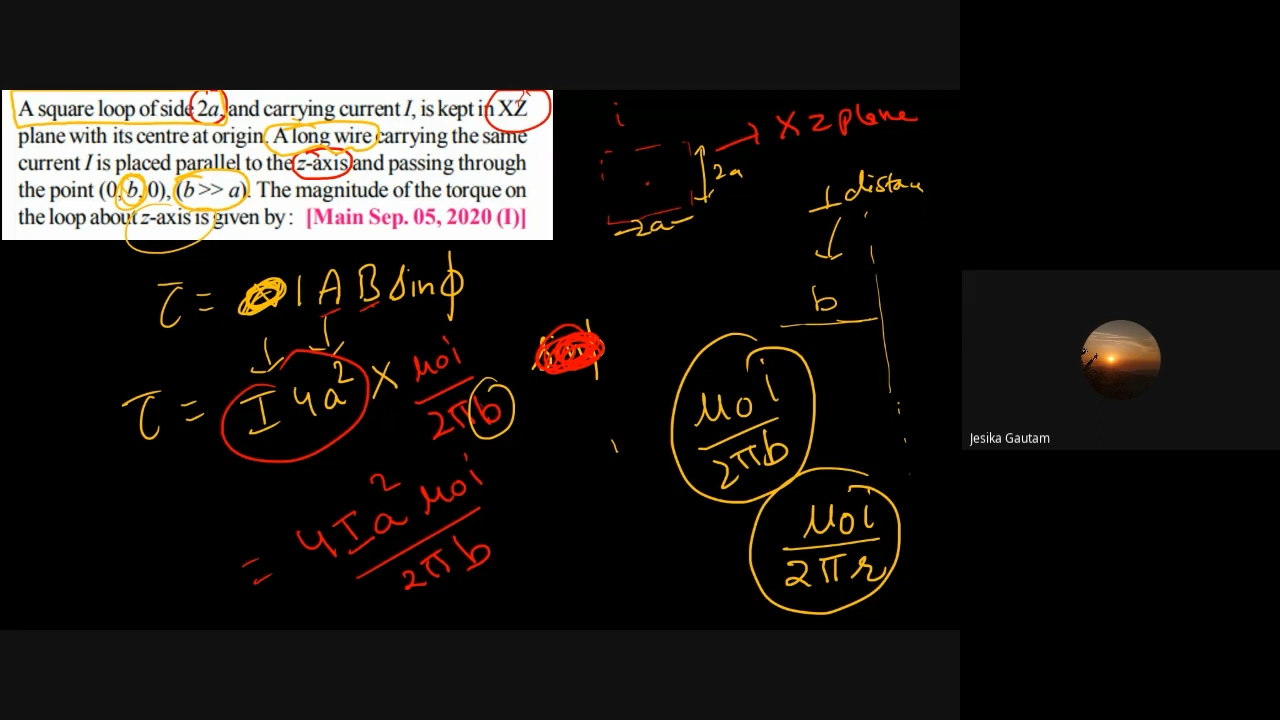 A square loop of side 2a, and carrying current I, is kept in XZ
plane with its centre at origin. A long wire carrying the same
current I is placed parallel to the z-axis and passing through
the point (0, b, 0), (b >> a). The magnitude of the torque on
the loop about z-axis is given by : [Main Sep. 05, 2020 (I)]
i
→ X Z plane
2a
2a
⊥ distan
↓
b
τ = I A B sin ϕ
τ = I 4a² × μ₀i / 2πb
= 4Ia² μ₀i / 2πb
μ₀i / 2πb
μ₀i / 2πr
Jesika Gautam